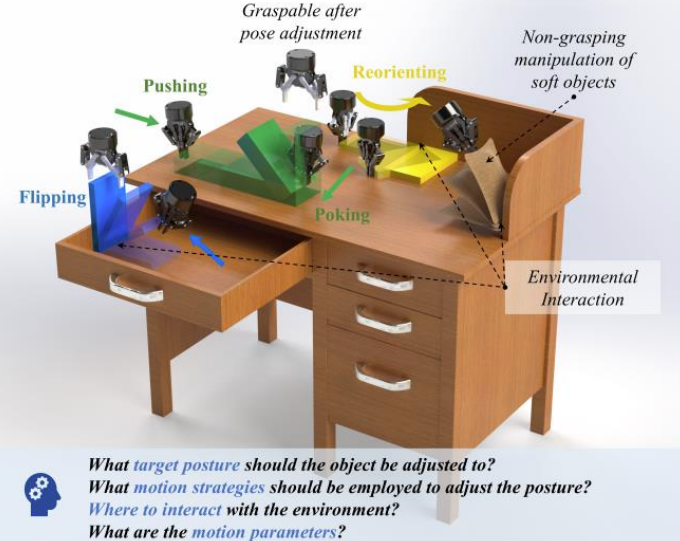 Graspable after
pose adjustment
Non-grasping
manipulation of
soft objects
Reorienting
Pushing
Flipping
Poking
Environmental
Interaction
What target posture should the object be adjusted to?
What motion strategies should be employed to adjust the posture?
Where to interact with the environment?
What are the motion parameters?